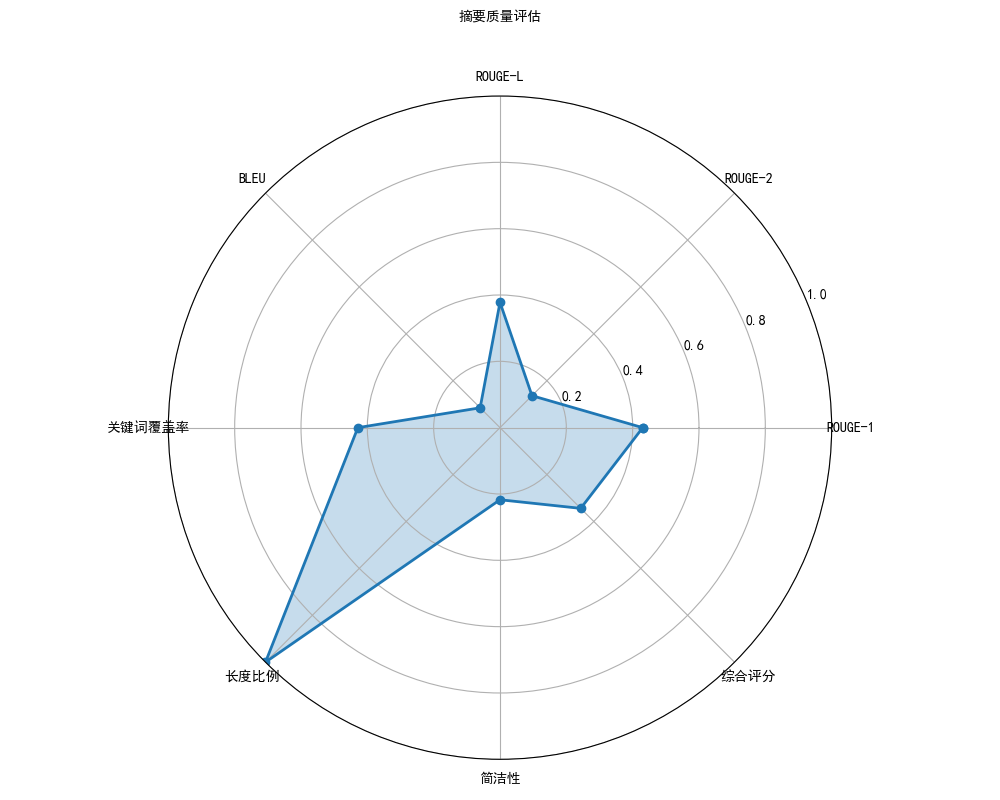 摘要质量评估
ROUGE-L
BLEU
ROUGE-2
1.0
0.8
0.6
0.4
0.2
关键词覆盖率
ROUGE-1
长度比例
综合评分
简洁性